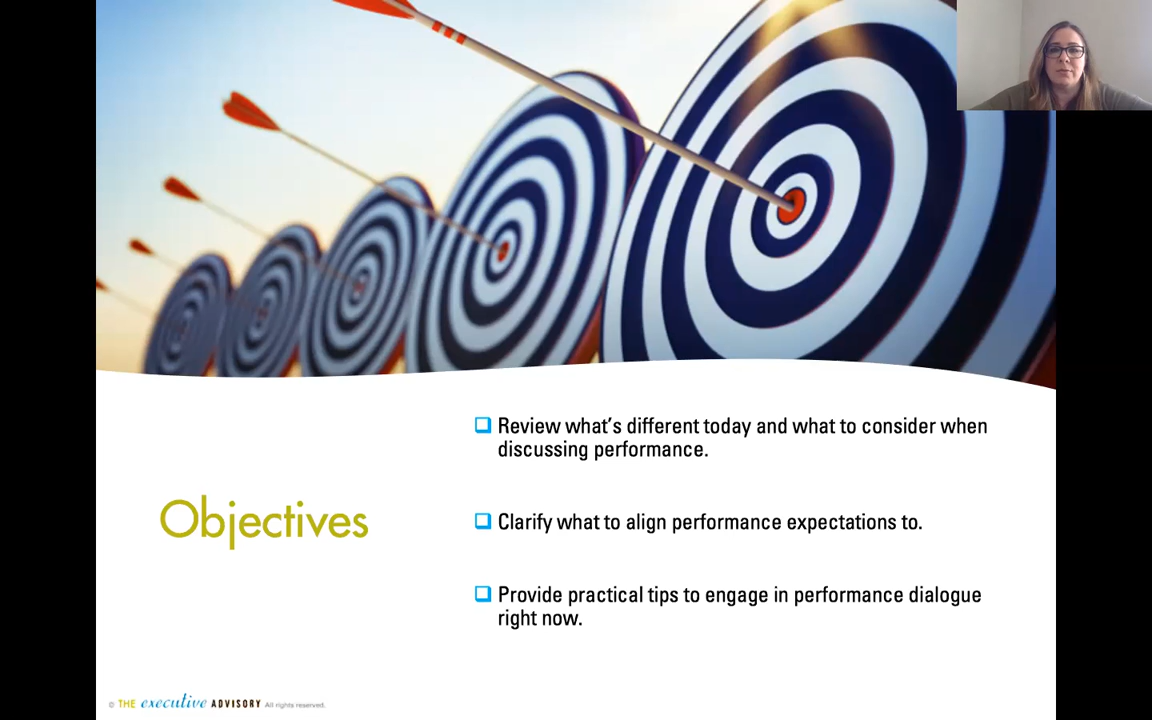 Review what's different today and what to consider when
discussing performance.
Objectives
Clarify what to align performance expectations to.
Provide practical tips to engage in performance dialogue
right now.
© THE executive ADVISORY All rights reserved.